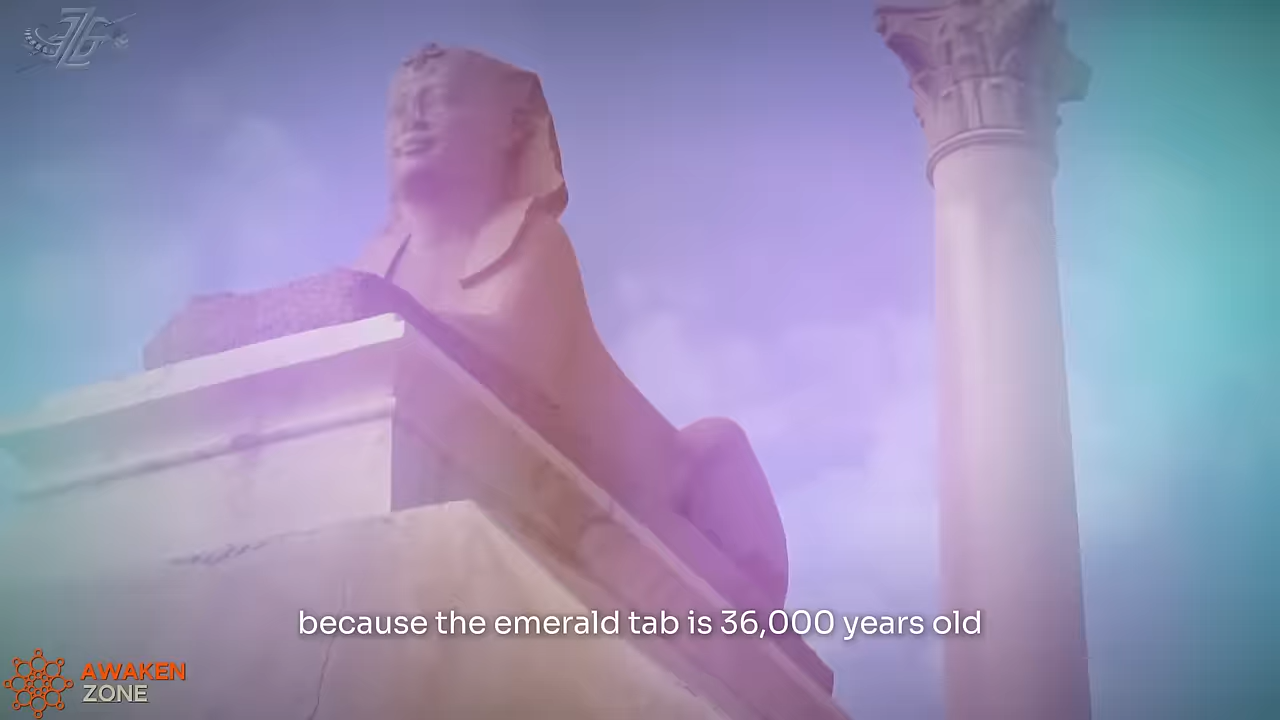 because the emerald tab is 36,000 years old
AWAKEN
ZONE